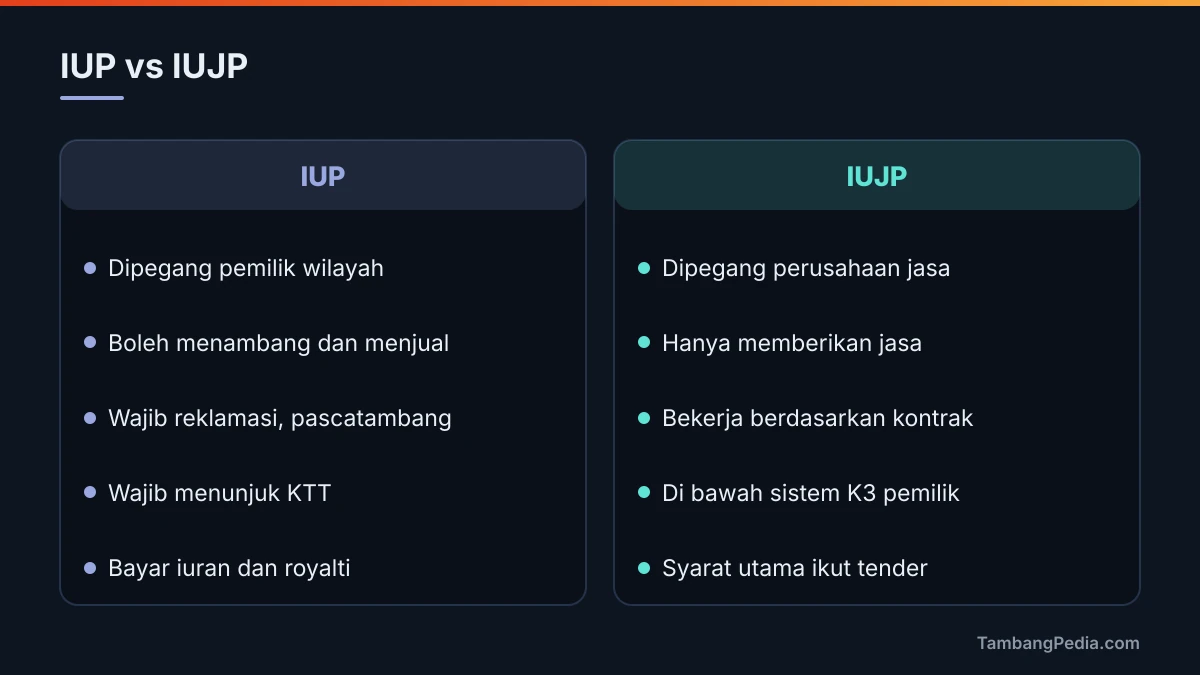 IUP vs IUJP
IUP
Dipegang pemilik wilayah
Boleh menambang dan menjual
Wajib reklamasi, pascatambang
Wajib menunjuk KTT
Bayar iuran dan royalti
IUJP
Dipegang perusahaan jasa
Hanya memberikan jasa
Bekerja berdasarkan kontrak
Di bawah sistem K3 pemilik
Syarat utama ikut tender
TambangPedia.com